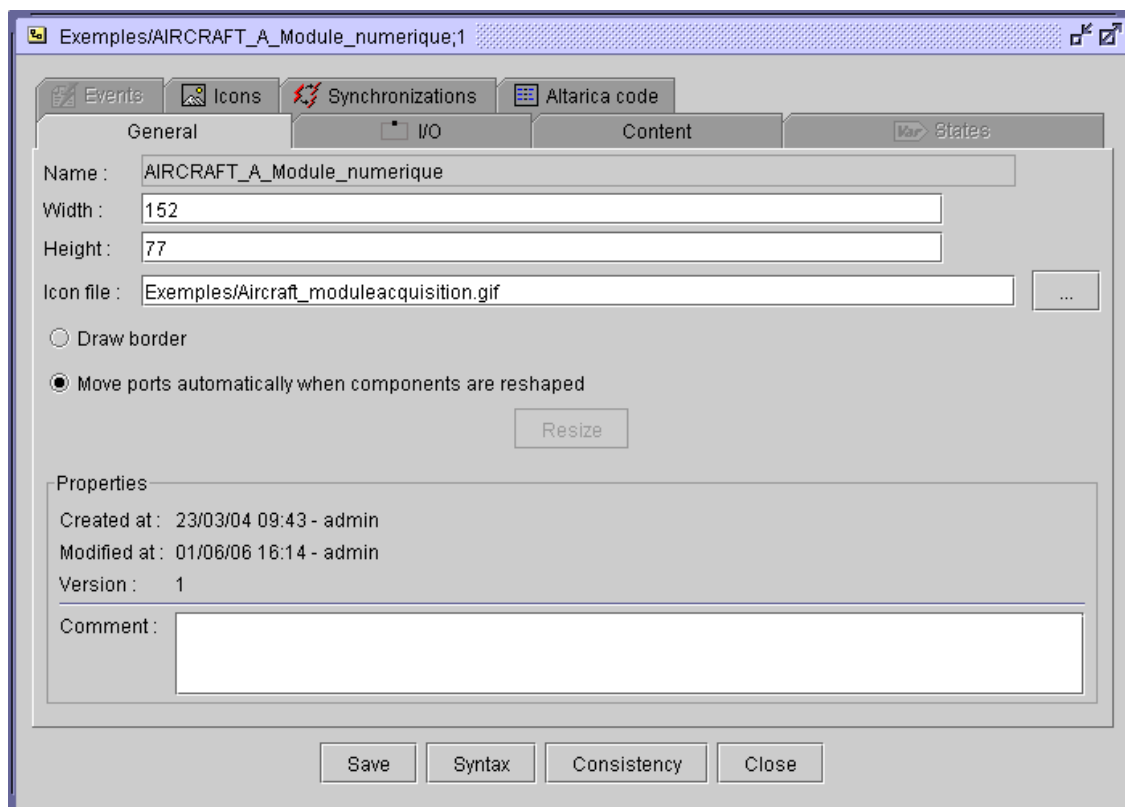 Exemples/AIRCRAFT_A_Module_numerique;1
Events Icons Synchronizations Altarica code
General I/O Content Var States
Name : AIRCRAFT_A_Module_numerique
Width : 152
Height : 77
Icon file : Exemples/Aircraft_moduleacquisition.gif ...
Draw border
Move ports automatically when components are reshaped
Resize
Properties
Created at : 23/03/04 09:43 - admin
Modified at : 01/06/06 16:14 - admin
Version : 1
Comment :
Save Syntax Consistency Close